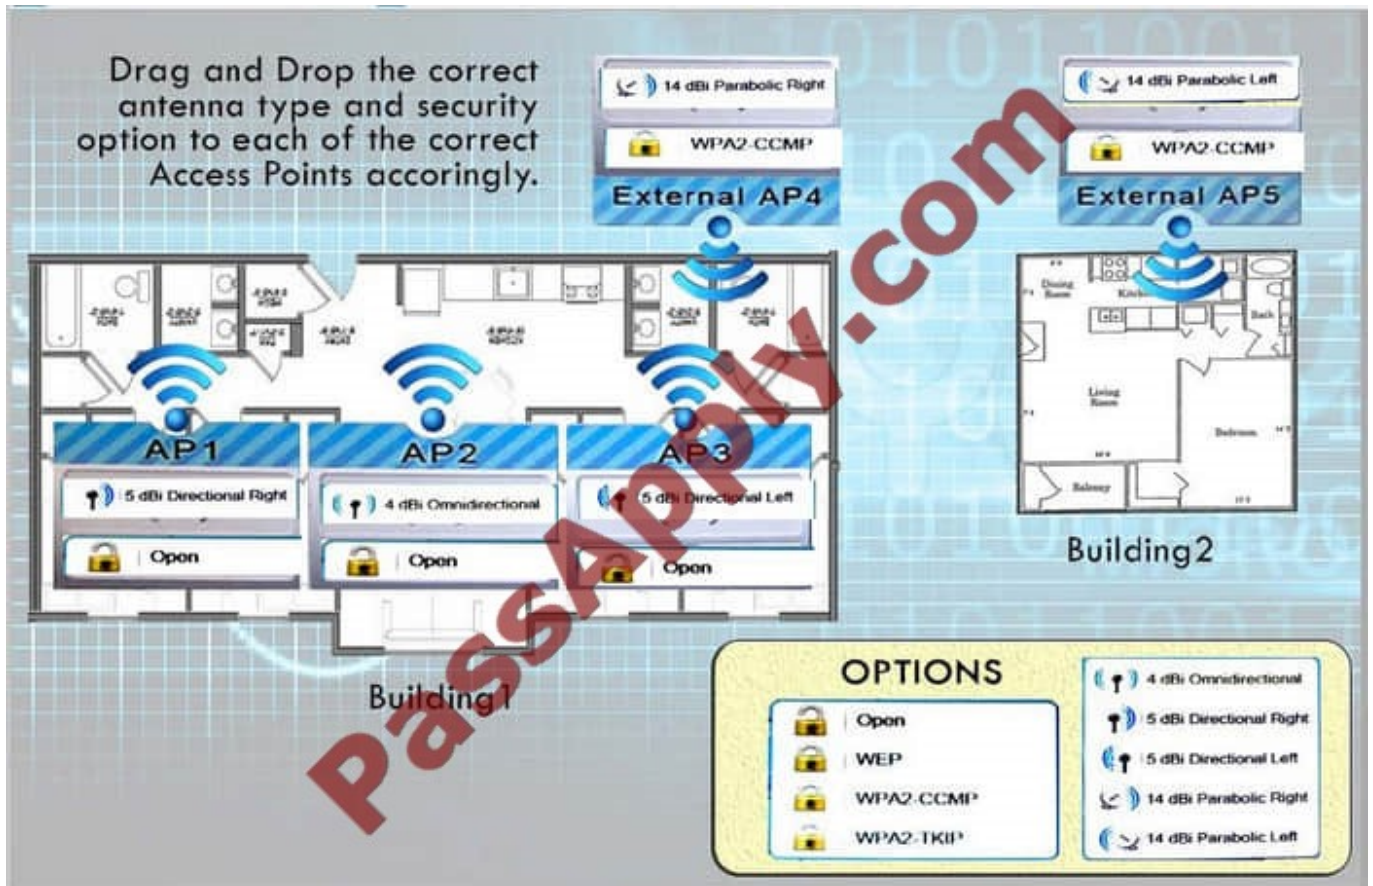 Drag and Drop the correct
antenna type and security
option to each of the correct
Access Points accoringly.
14 dBi Parabolic Right
WPA2-CCMP
External AP4
14 dBi Parabolic Left
WPA2-CCMP
External AP5
Dining
Room
Bath
Living
Room
Bedroom
Balcony
AP1
5 dBi Directional Right
Open
AP2
4 dBi Omnidirectional
Open
AP3
5 dBi Directional Left
Open
Building1
Building2
PassApply.com
OPTIONS
Open
WEP
WPA2-CCMP
WPA2-TKIP
4 dBi Omnidirectional
5 dBi Directional Right
5 dBi Directional Left
14 dBi Parabolic Right
14 dBi Parabolic Left